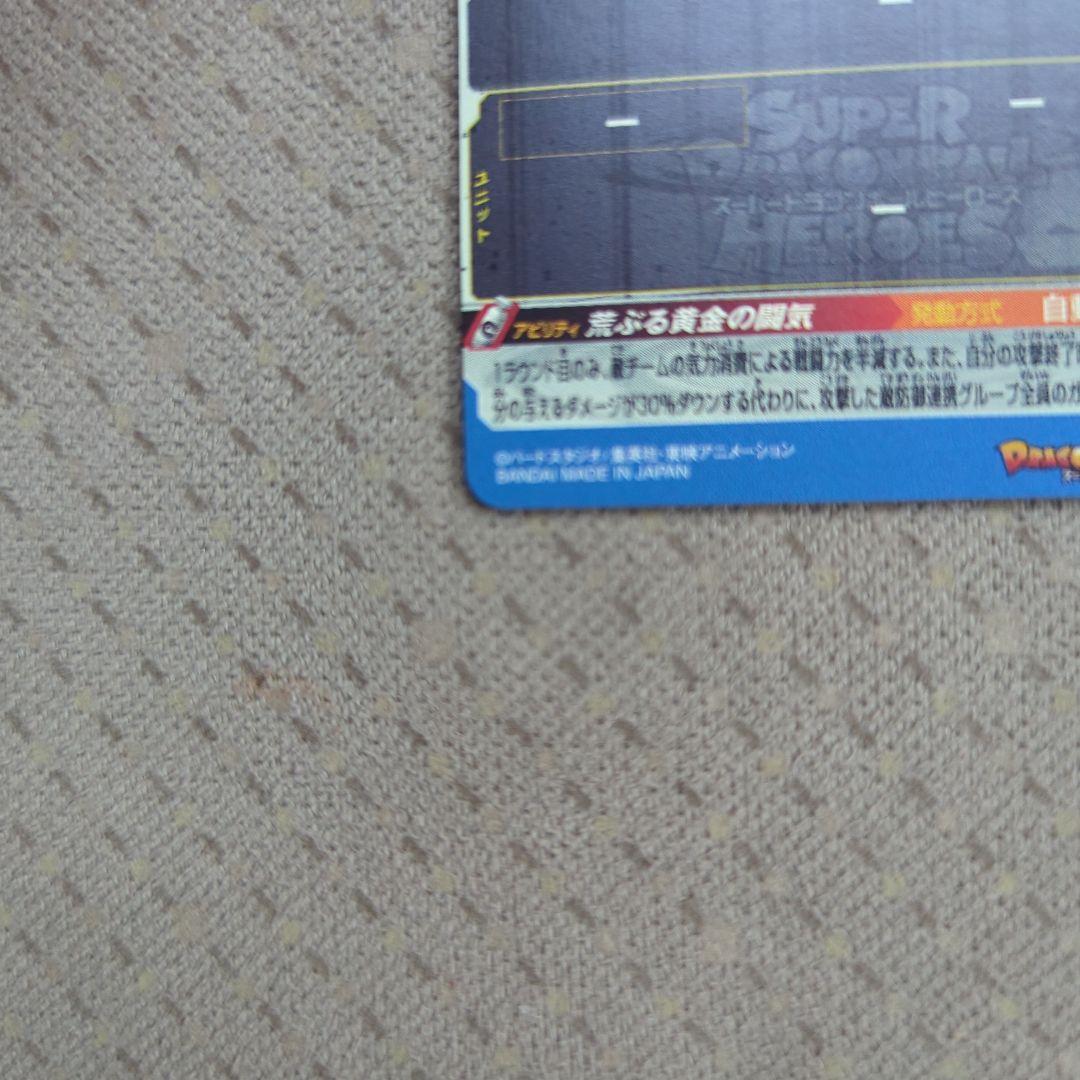 SUPER
スーパードラゴンボールヒーローズ
HEROES
ユニット
アビリティ 荒ぶる黄金の闘気 発動方式 自動
1ラウンド目のみ、敵チームの気力消費による戦闘力を半減する。また、自分の攻撃終了
分の与えるダメージが30%ダウンする代わりに、攻撃した敵防御連携グループ全員のガ
©バードスタジオ/集英社・東映アニメーション
BANDAI MADE IN JAPAN